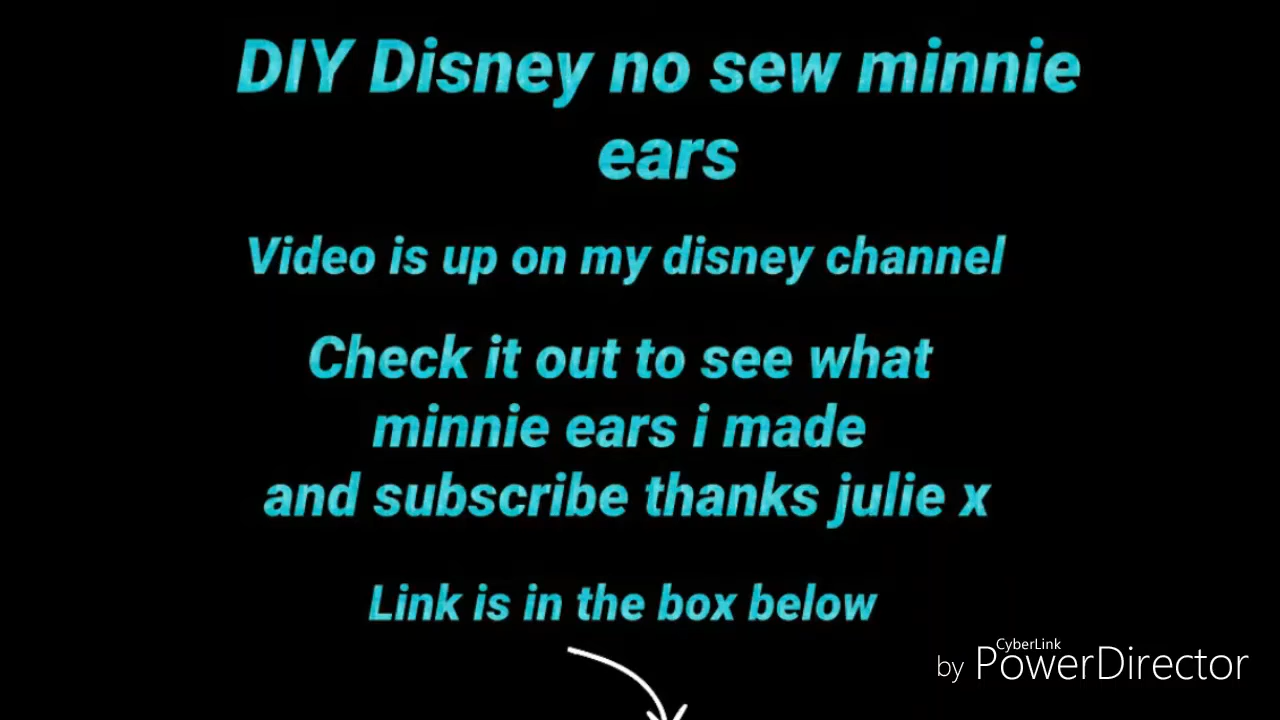 DIY Disney no sew minnie
ears
Video is up on my disney channel
Check it out to see what
minnie ears i made
and subscribe thanks julie x
Link is in the box below
CyberLink
by PowerDirector